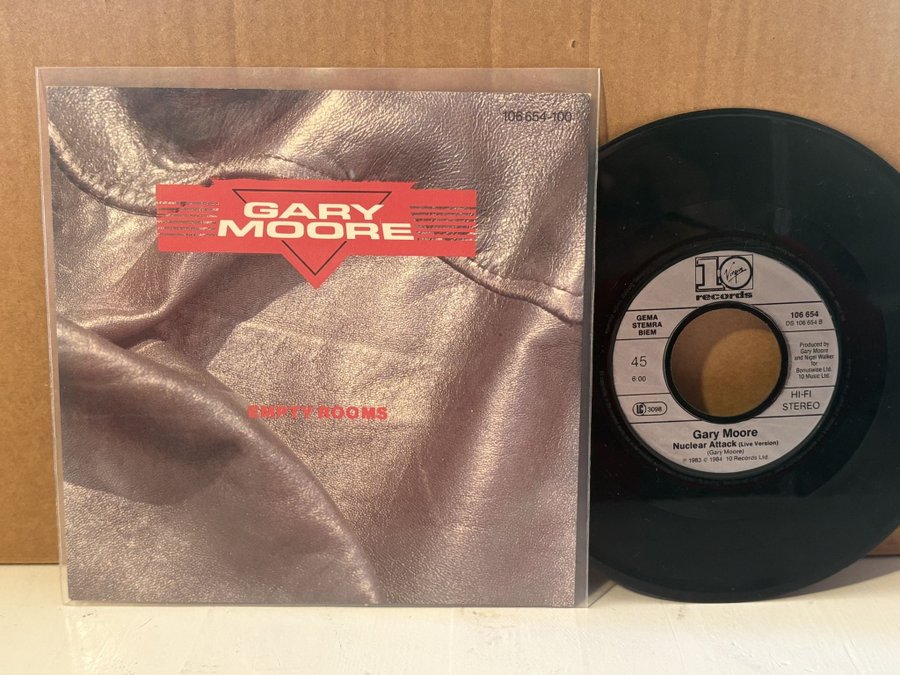 106 654-100
GARY
MOORE
EMPTY ROOMS
10
Virgin
records
GEMA
STEMRA
BIEM
45
6:00
LC 3098
106 654
DS 106 654 B
Produced by
Gary Moore
and Nigel Walker
for
Bonuswise Ltd.
10 Music Ltd.
HI-FI
STEREO
Gary Moore
Nuclear Attack (Live Version)
(Gary Moore)
℗ 1983 © 1984 10 Records Ltd.